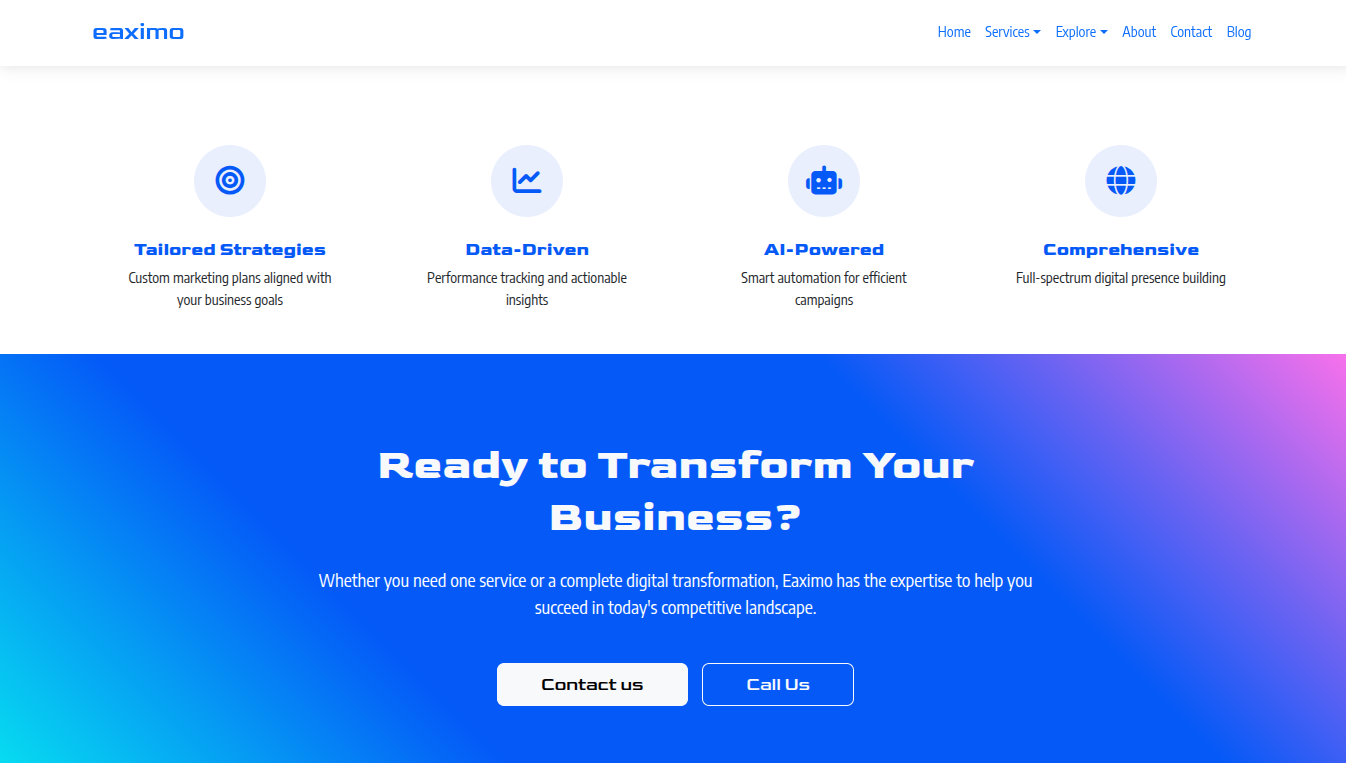 eaximo
Home Services Explore About Contact Blog
Tailored Strategies
Custom marketing plans aligned with
your business goals
Data-Driven
Performance tracking and actionable
insights
AI-Powered
Smart automation for efficient
campaigns
Comprehensive
Full-spectrum digital presence building
Ready to Transform Your
Business?
Whether you need one service or a complete digital transformation, Eaximo has the expertise to help you
succeed in today's competitive landscape.
Contact us
Call Us